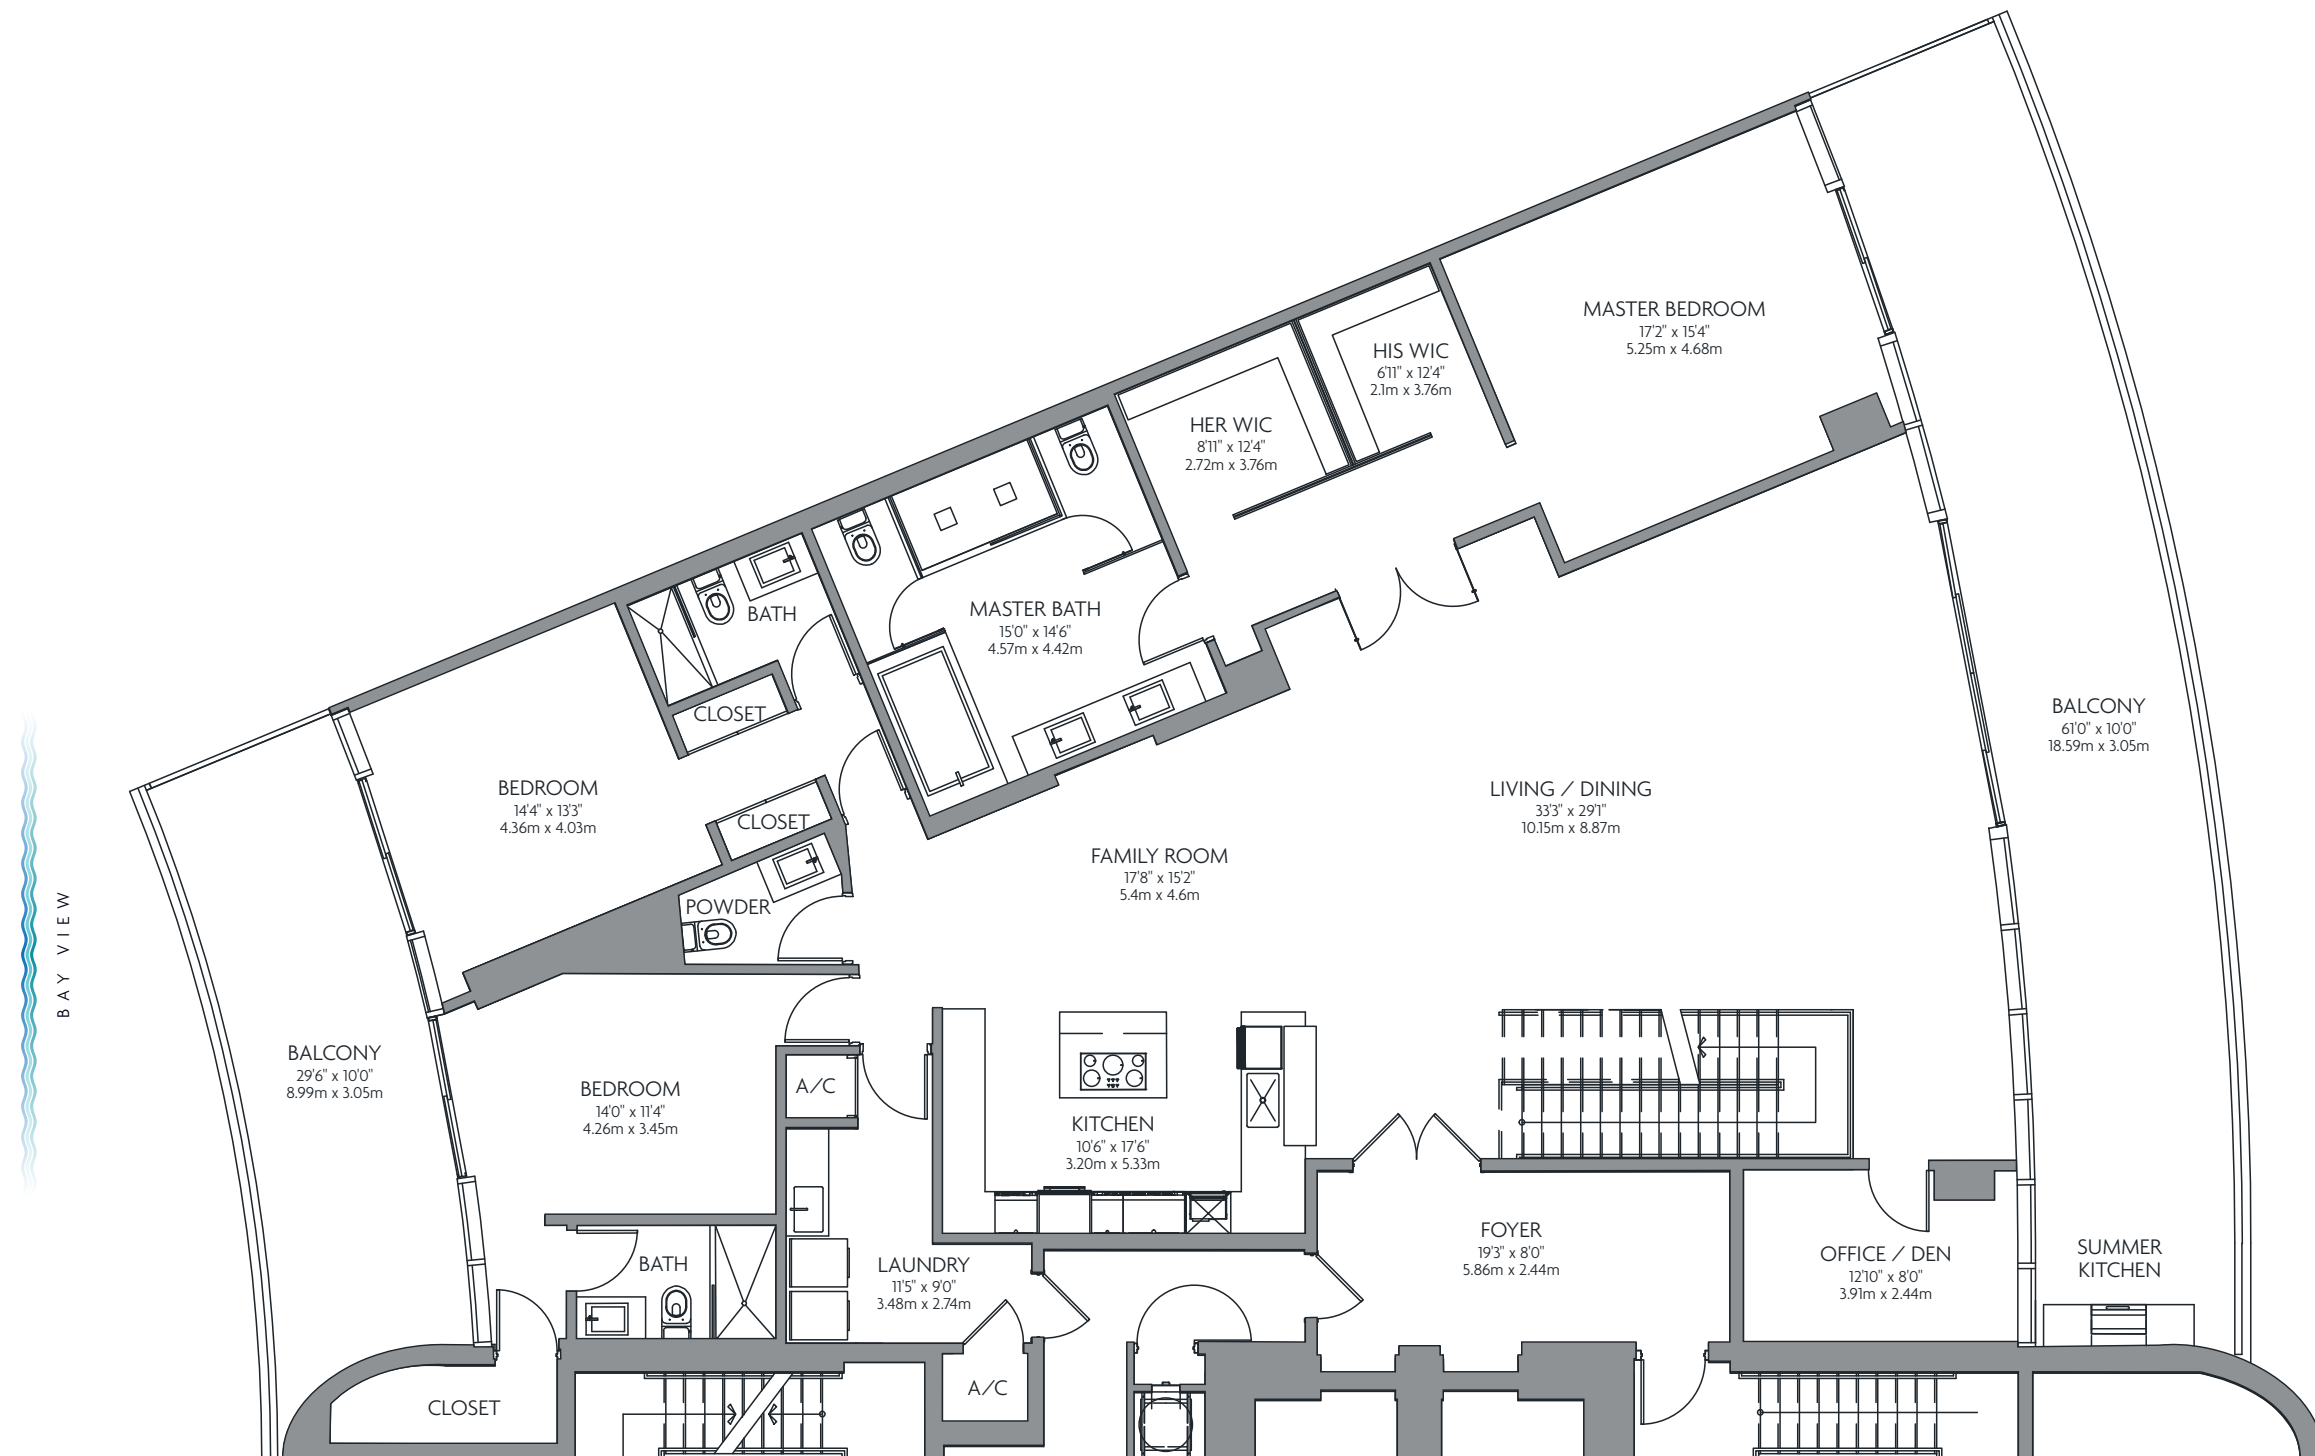 MASTER BEDROOM
17'2" x 15'4"
5.25m x 4.68m
HIS WIC
6'11" x 12'4"
2.1m x 3.76m
HER WIC
8'11" x 12'4"
2.72m x 3.76m
MASTER BATH
15'0" x 14'6"
4.57m x 4.42m
BATH
CLOSET
BEDROOM
14'4" x 13'3"
4.36m x 4.03m
CLOSET
POWDER
BALCONY
61'0" x 10'0"
18.59m x 3.05m
LIVING / DINING
33'3" x 29'1"
10.15m x 8.87m
FAMILY ROOM
17'8" x 15'2"
5.4m x 4.6m
BAY VIEW
BALCONY
29'6" x 10'0"
8.99m x 3.05m
BEDROOM
14'0" x 11'4"
4.26m x 3.45m
A/C
KITCHEN
10'6" x 17'6"
3.20m x 5.33m
BATH
LAUNDRY
11'5" x 9'0"
3.48m x 2.74m
FOYER
19'3" x 8'0"
5.86m x 2.44m
OFFICE / DEN
12'10" x 8'0"
3.91m x 2.44m
SUMMER
KITCHEN
A/C
CLOSET